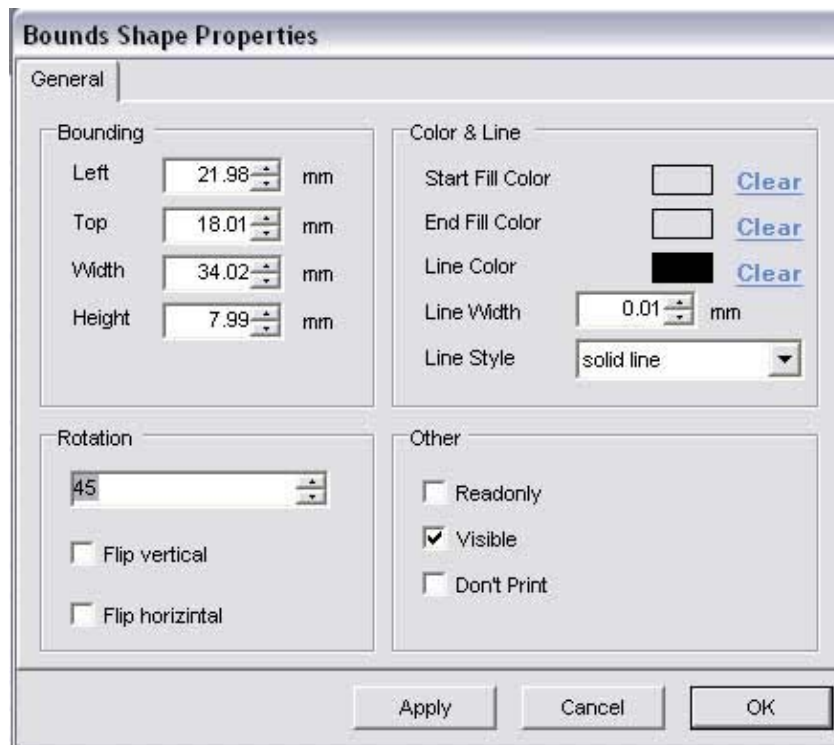 Bounds Shape Properties
General
Bounding
Left 21.98 mm
Top 18.01 mm
Width 34.02 mm
Height 7.99 mm
Color & Line
Start Fill Color Clear
End Fill Color Clear
Line Color Clear
Line Width 0.01 mm
Line Style solid line
Rotation
45
Flip vertical
Flip horizintal
Other
Readonly
Visible
Don't Print
Apply Cancel OK